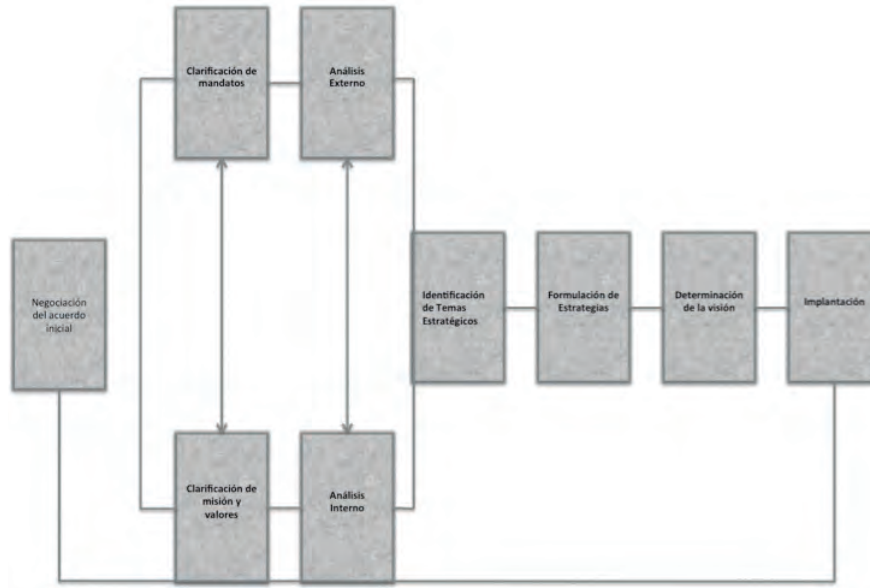 Clarificación de
mandatos
Análisis
Externo
Negociación
del acuerdo
inicial
Identificación
de Temas
Estratégicos
Formulación de
Estrategias
Determinación
de la visión
Implantación
Clarificación de
misión y
valores
Análisis
Interno